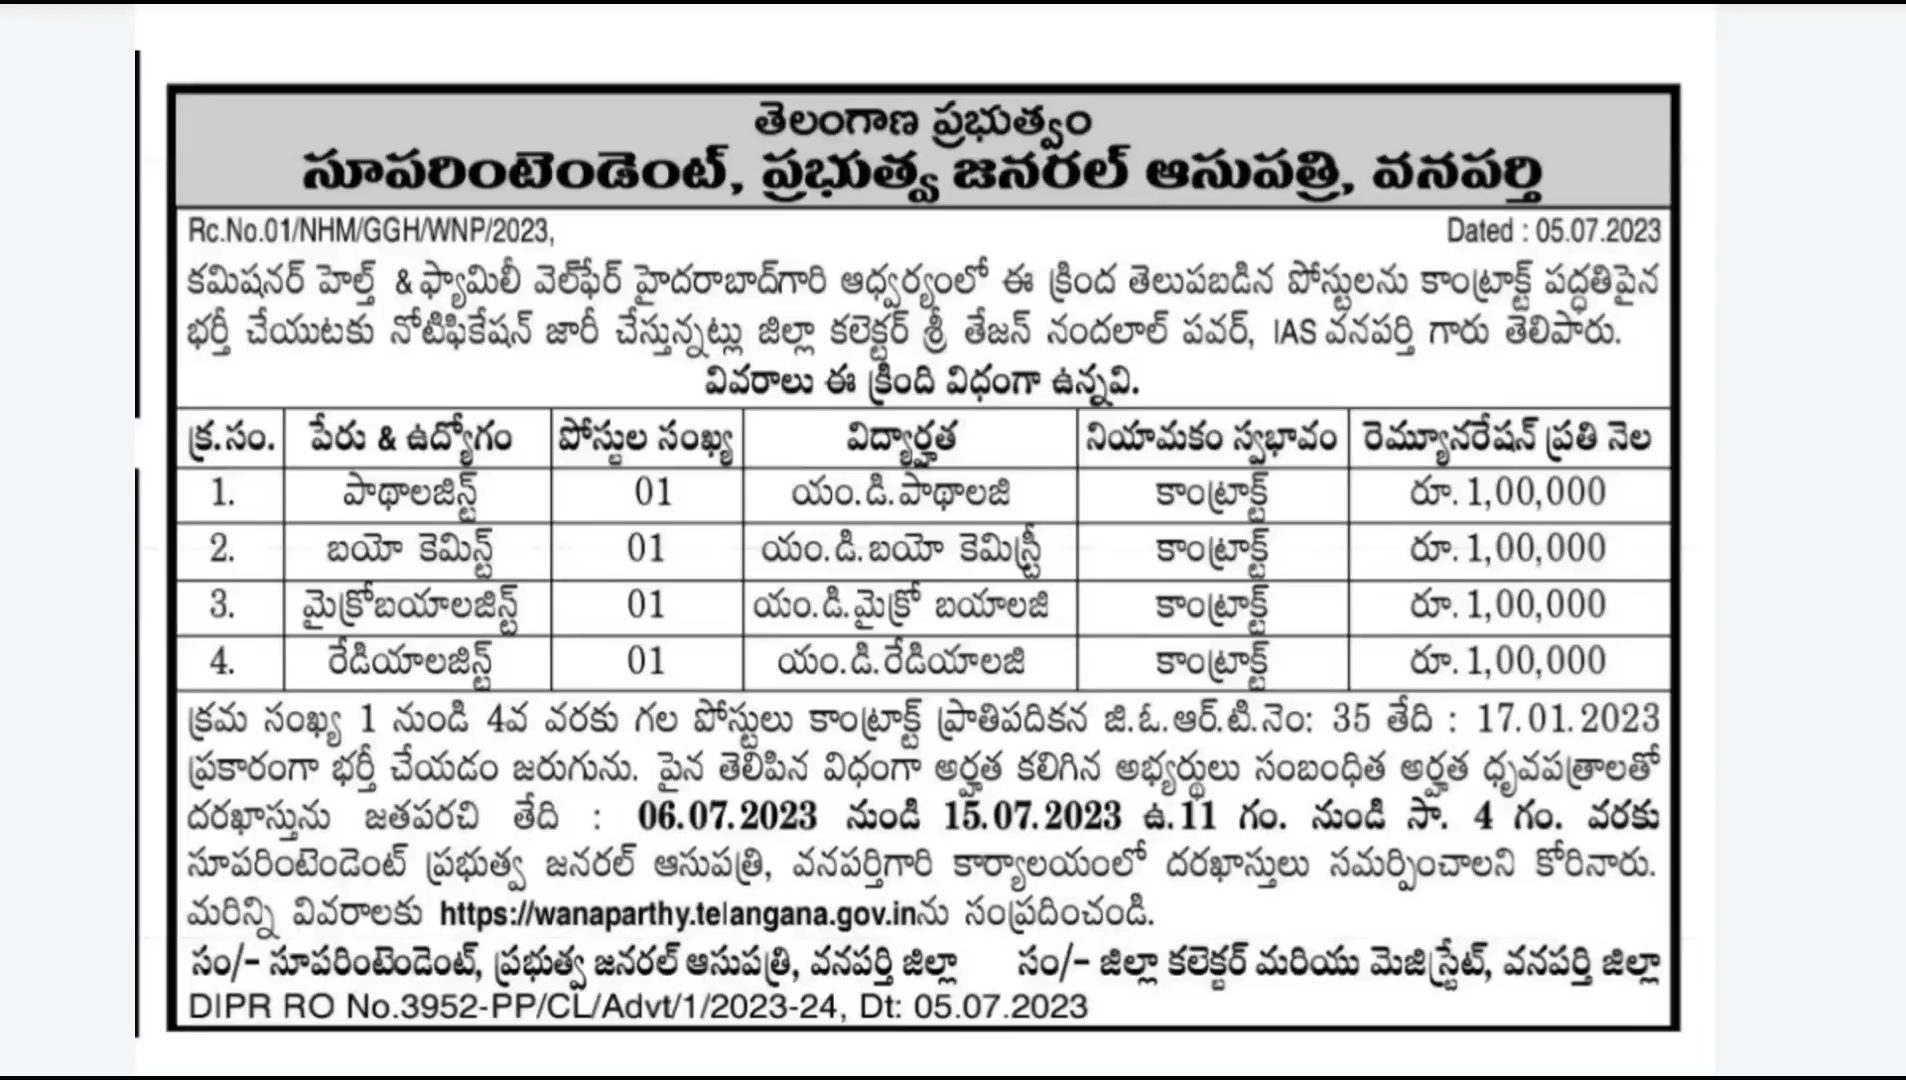 తెలంగాణ ప్రభుత్వం
సూపరింటెండెంట్, ప్రభుత్వ జనరల్ ఆసుపత్రి, వనపర్తి
Rc.No.01/NHM/GGH/WNP/2023, Dated : 05.07.2023
కమిషనర్ హెల్త్ & ఫ్యామిలీ వెల్‌ఫేర్ హైదరాబాద్‌గారి ఆధ్వర్యంలో ఈ క్రింద తెలుపబడిన పోస్టులను కాంట్రాక్ట్ పద్ధతిపైన
భర్తీ చేయుటకు నోటిఫికేషన్ జారీ చేస్తున్నట్లు జిల్లా కలెక్టర్ శ్రీ తేజస్ నందలాల్ పవర్, IAS వనపర్తి గారు తెలిపారు.
వివరాలు ఈ క్రింది విధంగా ఉన్నవి.
క్ర.సం. పేరు & ఉద్యోగం పోస్టుల సంఖ్య విద్యార్హత నియామకం స్వభావం రెమ్యూనరేషన్ ప్రతి నెల
1. పాథాలజిస్ట్ 01 యం.డి.పాథాలజి కాంట్రాక్ట్ రూ. 1,00,000
2. బయో కెమిస్ట్ 01 యం.డి.బయో కెమిస్ట్రీ కాంట్రాక్ట్ రూ. 1,00,000
3. మైక్రోబయాలజిస్ట్ 01 యం.డి.మైక్రో బయాలజి కాంట్రాక్ట్ రూ. 1,00,000
4. రేడియాలజిస్ట్ 01 యం.డి.రేడియాలజి కాంట్రాక్ట్ రూ. 1,00,000
క్రమ సంఖ్య 1 నుండి 4వ వరకు గల పోస్టులు కాంట్రాక్ట్ ప్రాతిపదికన జి.ఓ.ఆర్.టి.నెం: 35 తేది : 17.01.2023
ప్రకారంగా భర్తీ చేయడం జరుగును. పైన తెలిపిన విధంగా అర్హత కలిగిన అభ్యర్థులు సంబంధిత అర్హత ధృవపత్రాలతో
దరఖాస్తును జతపరచి తేది : 06.07.2023 నుండి 15.07.2023 ఉ.11 గం. నుండి సా. 4 గం. వరకు
సూపరింటెండెంట్ ప్రభుత్వ జనరల్ ఆసుపత్రి, వనపర్తిగారి కార్యాలయంలో దరఖాస్తులు సమర్పించాలని కోరినారు.
మరిన్ని వివరాలకు https://wanaparthy.telangana.gov.inను సంప్రదించండి.
సం/- సూపరింటెండెంట్, ప్రభుత్వ జనరల్ ఆసుపత్రి, వనపర్తి జిల్లా సం/- జిల్లా కలెక్టర్ మరియు మెజిస్ట్రేట్, వనపర్తి జిల్లా
DIPR RO No.3952-PP/CL/Advt/1/2023-24, Dt: 05.07.2023